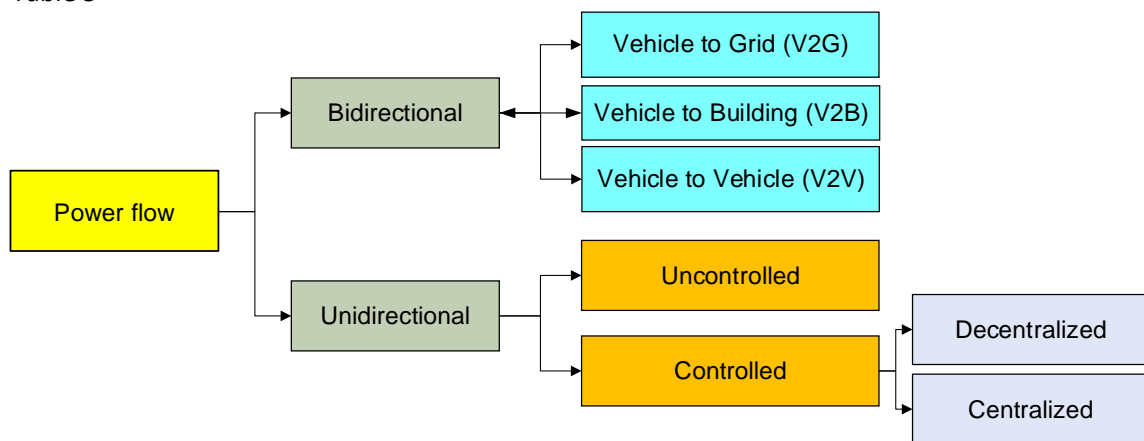 Vehicle to Grid (V2G)
Bidirectional
Vehicle to Building (V2B)
Vehicle to Vehicle (V2V)
Power flow
Uncontrolled
Unidirectional
Decentralized
Controlled
Centralized